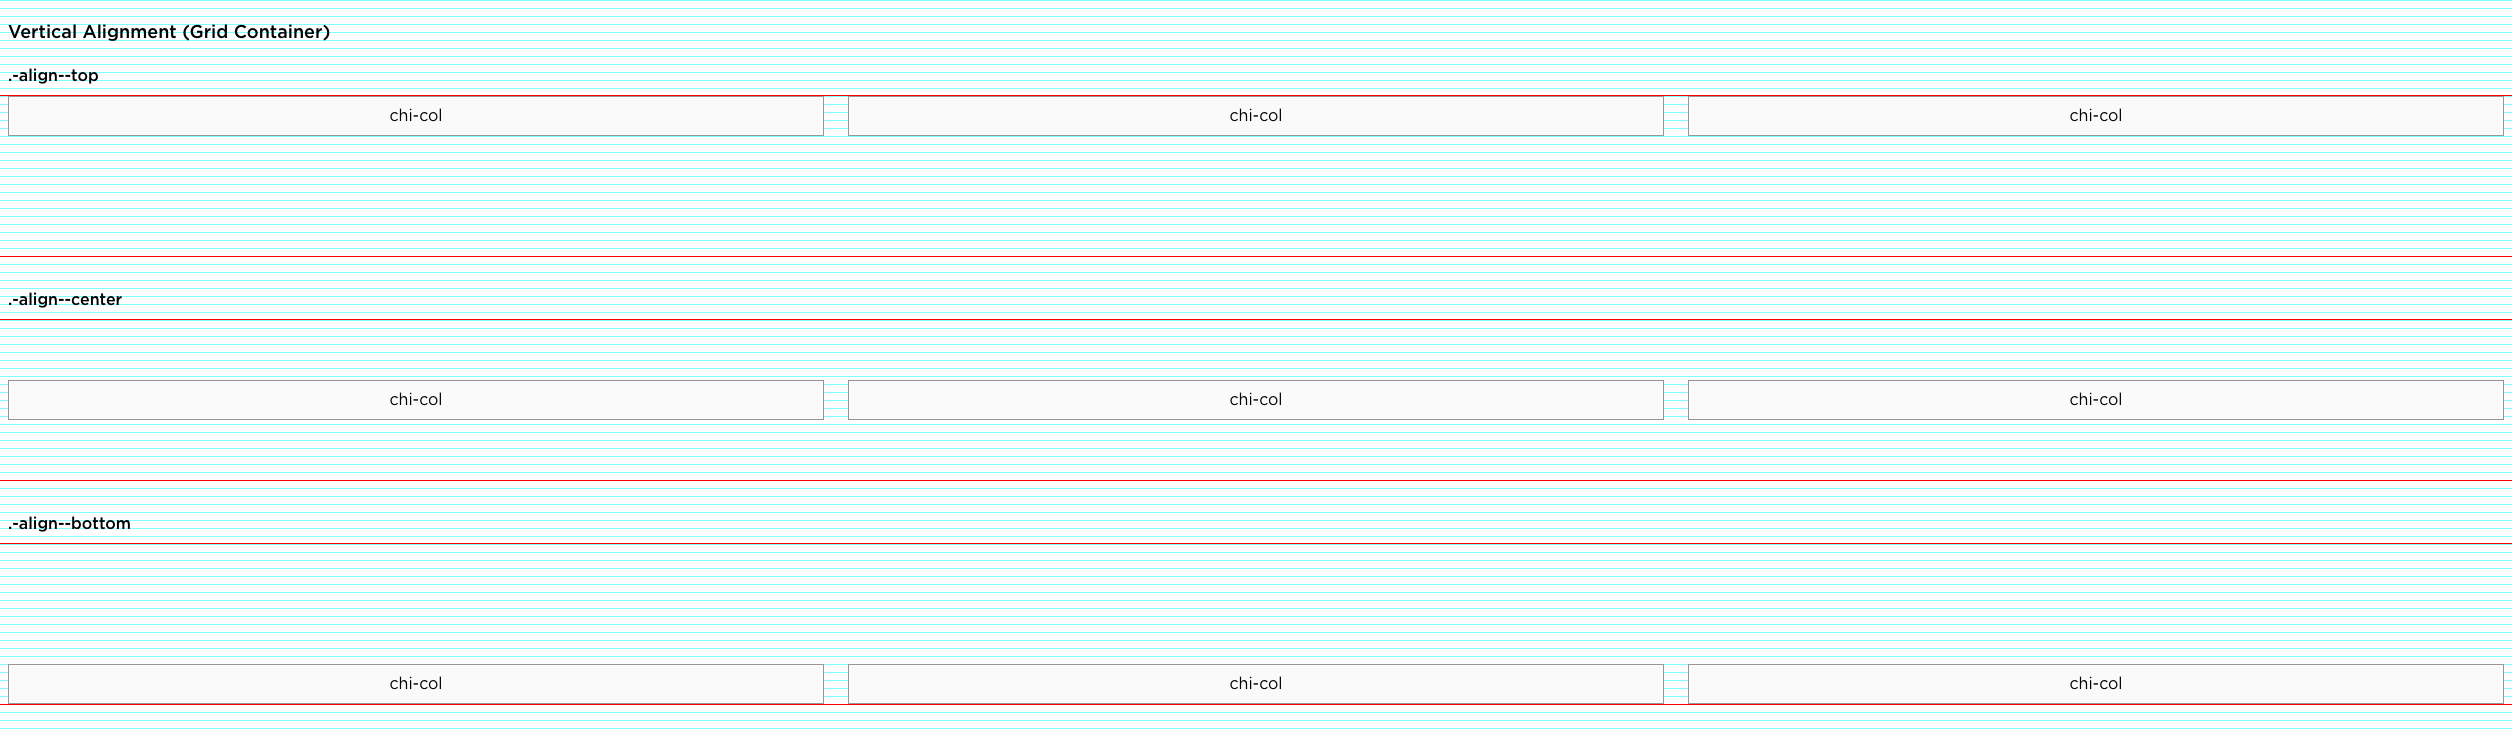 Vertical Alignment (Grid Container)
.-align--top
chi-col chi-col chi-col
.-align--center
chi-col chi-col chi-col
.-align--bottom
chi-col chi-col chi-col